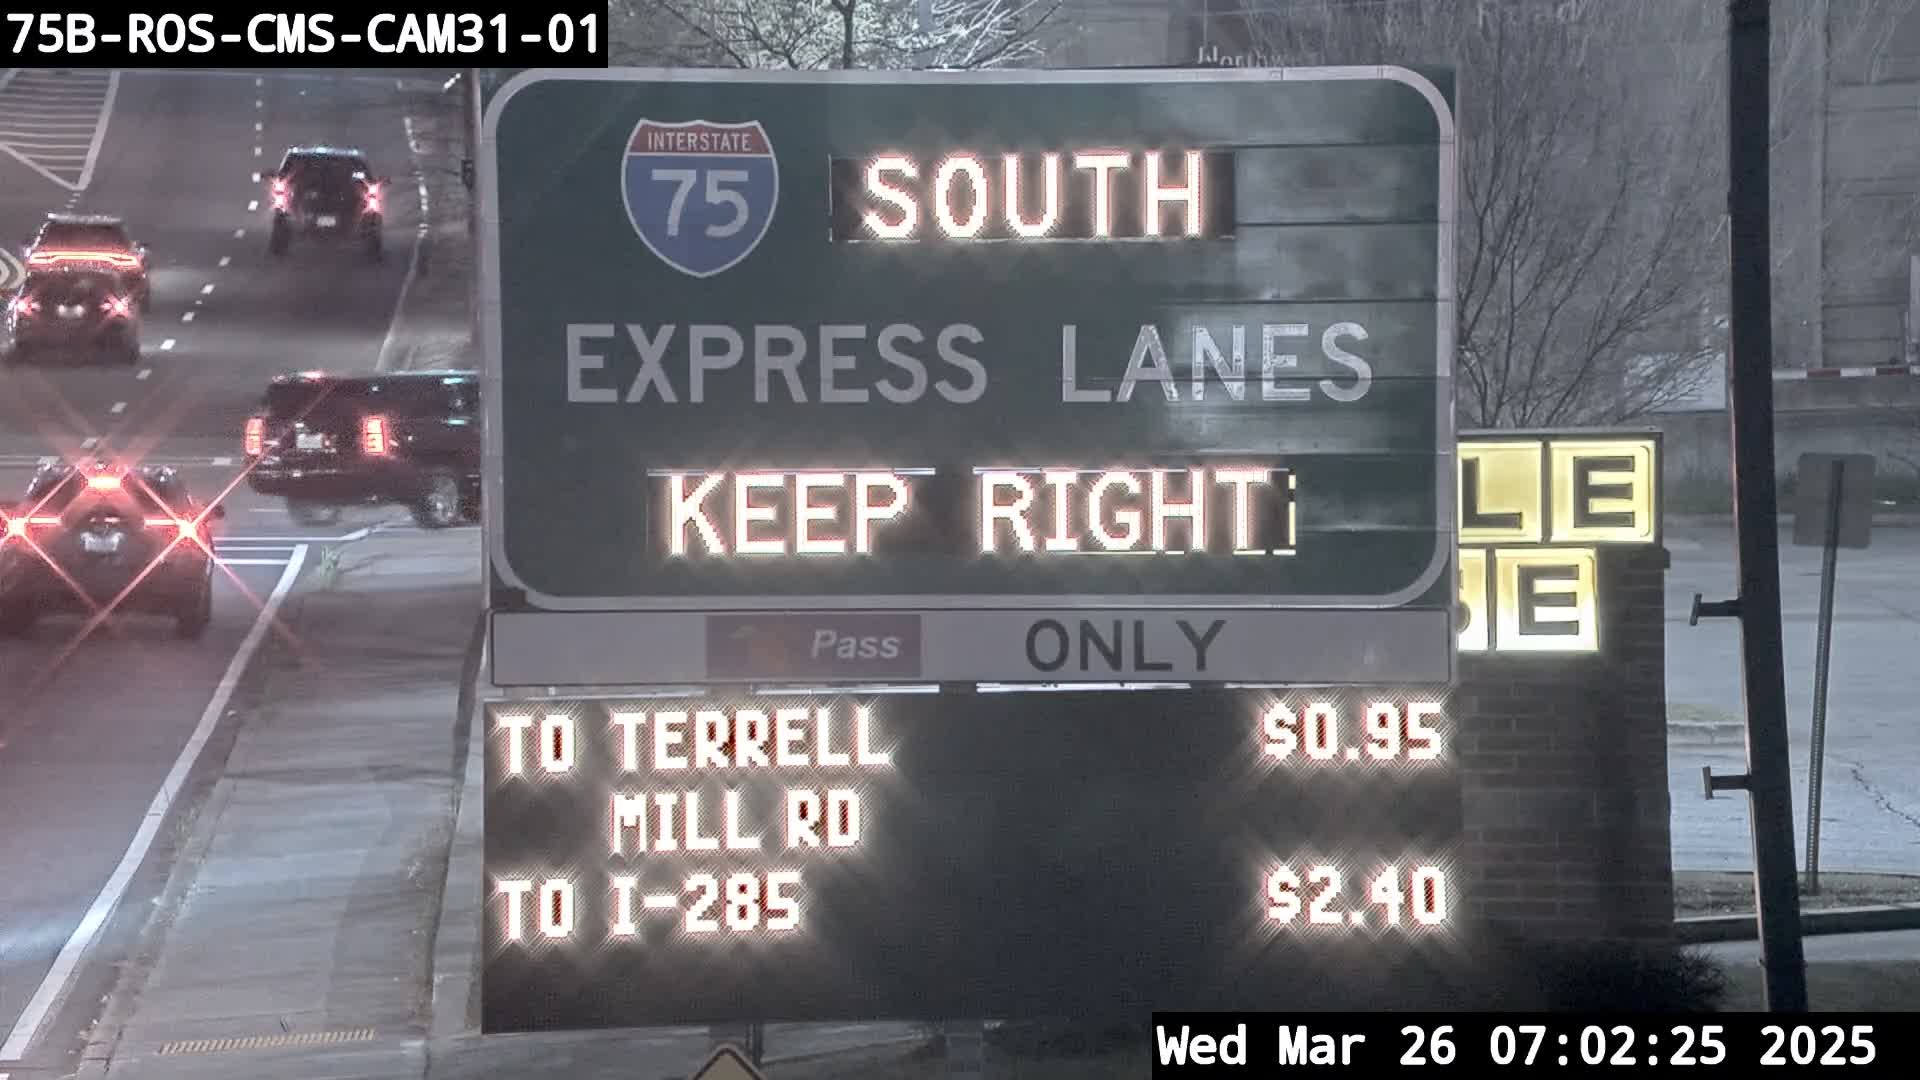 75B-ROS-CMS-CAM31-01
INTERSTATE
75
SOUTH
EXPRESS LANES
KEEP RIGHT
LE
E
Pass ONLY
TO TERRELL $0.95
MILL RD
TO I-285 $2.40
Wed Mar 26 07:02:25 2025